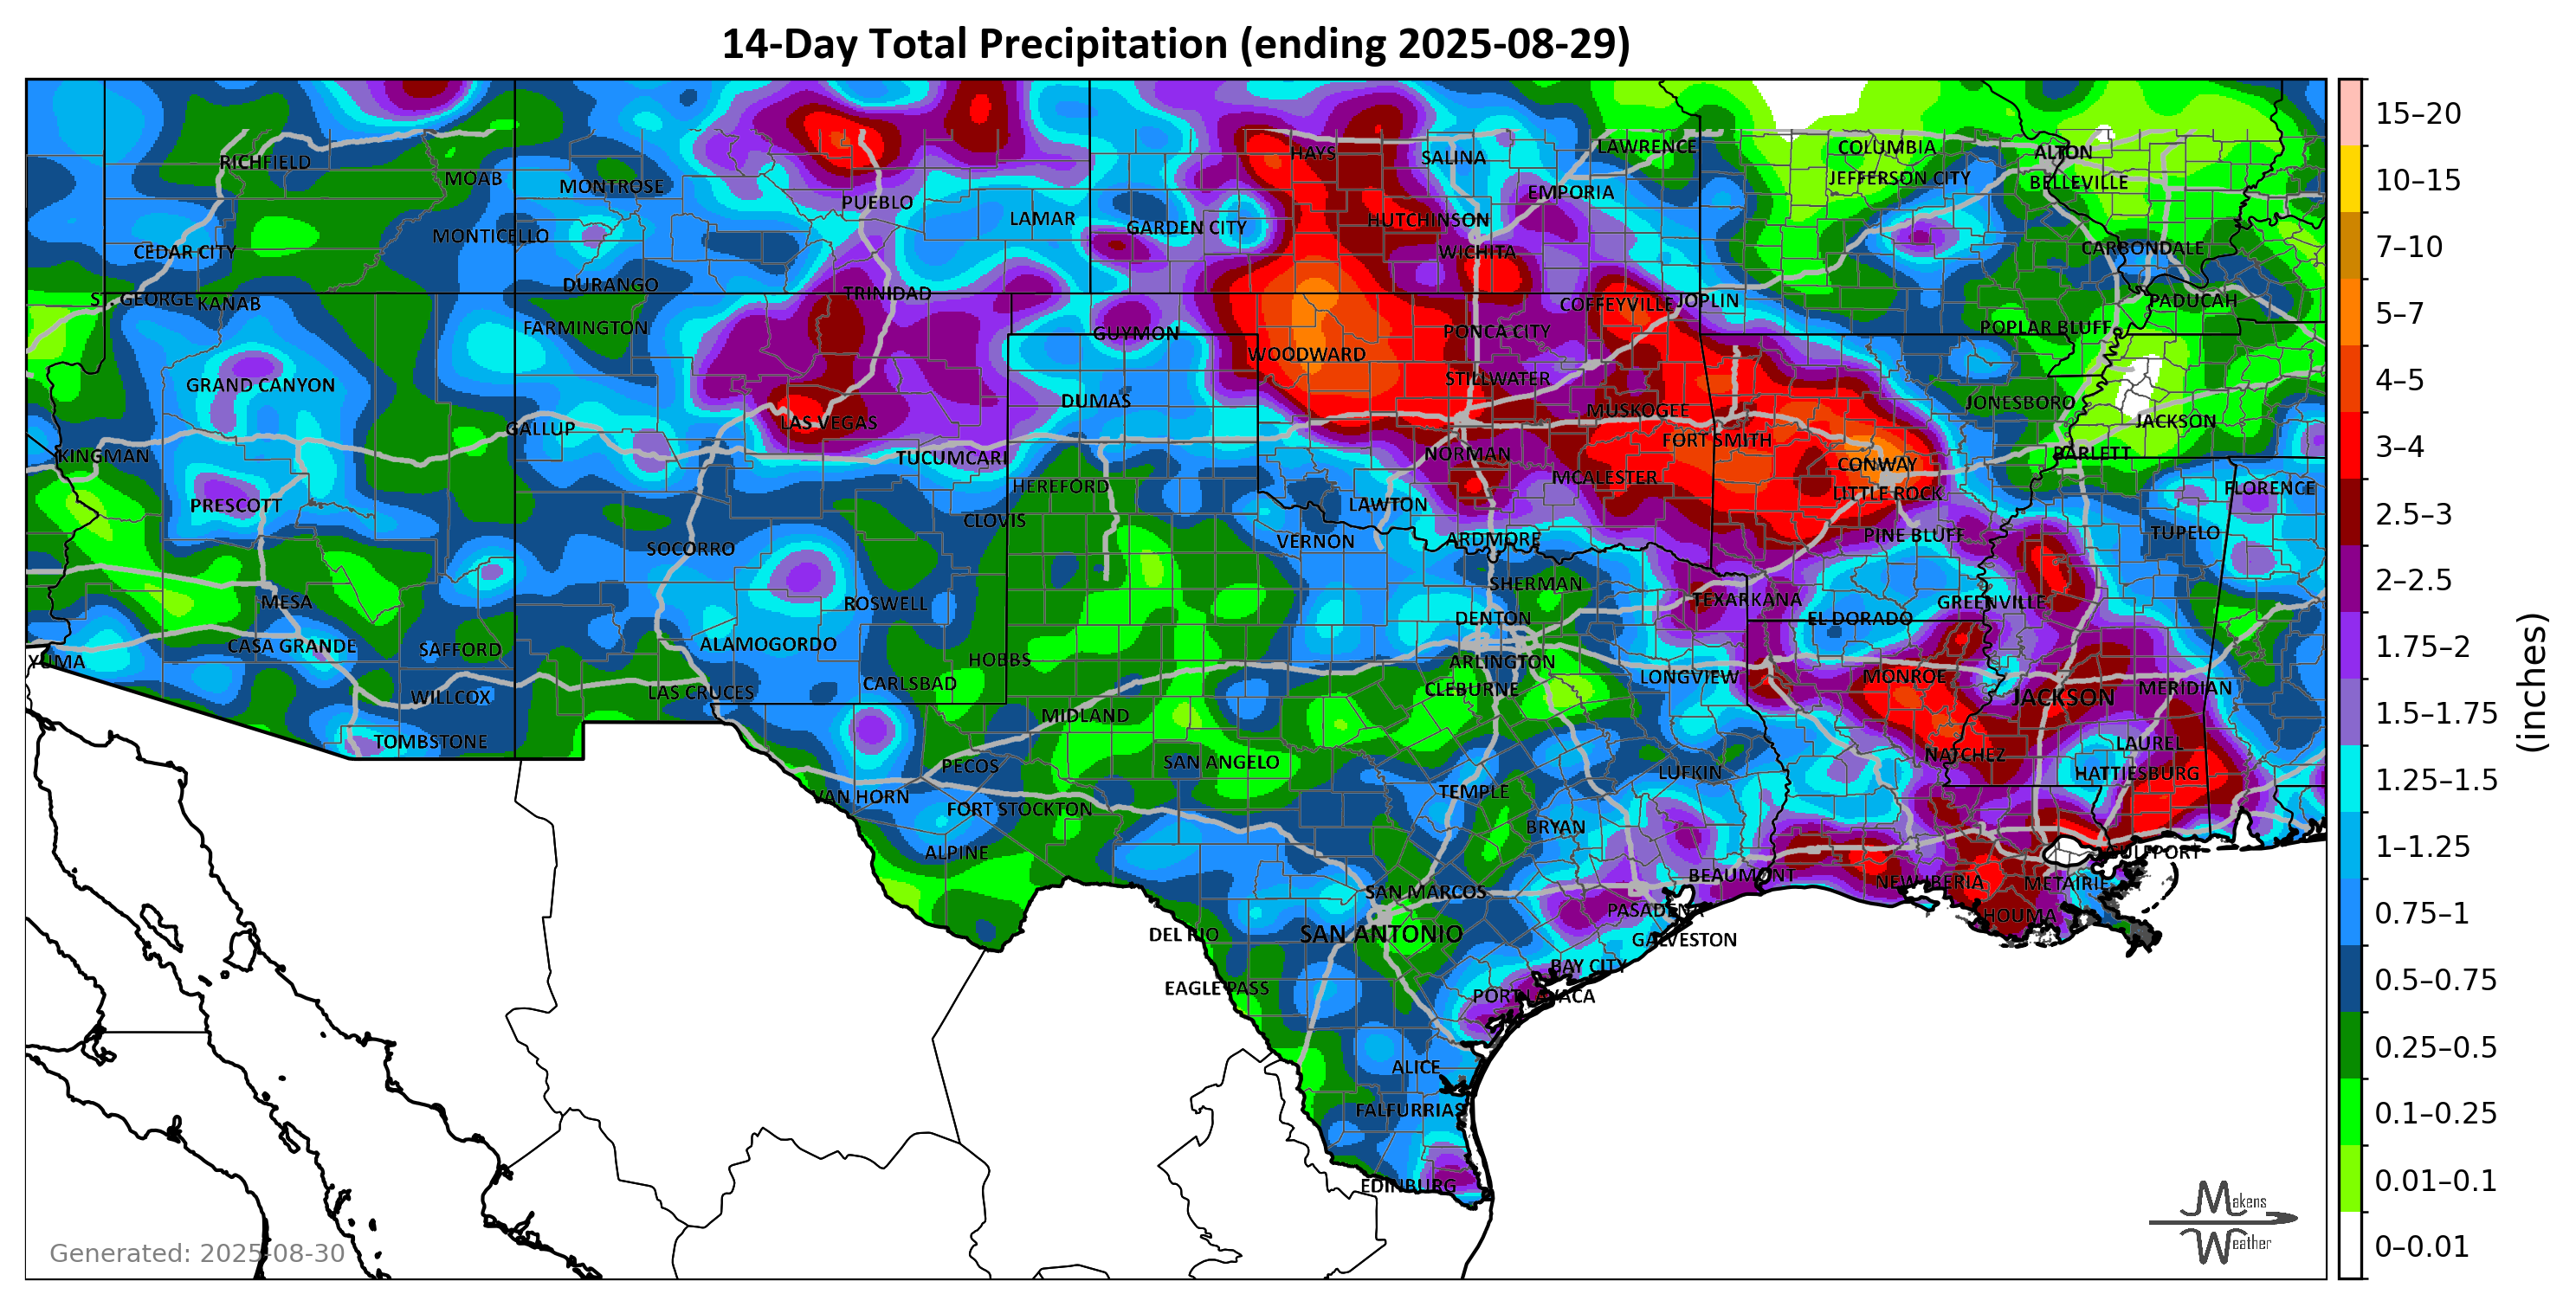 14-Day Total Precipitation (ending 2025-08-29)
HAYS
SALINA
LAWRENCE
COLUMBIA
ALTON
RICHFIELD
MOAB
MONTROSE
PUEBLO
EMPORIA
JEFFERSON CITY
BELLEVILLE
LAMAR
GARDEN CITY
HUTCHINSON
MONTICELLO
CEDAR CITY
WICHITA
CARBONDALE
DURANGO
TRINIDAD
ST. GEORGE
KANAB
COFFEYVILLE
JOPLIN
PADUCAH
FARMINGTON
GUYMON
PONCA CITY
POPLAR BLUFF
WOODWARD
GRAND CANYON
STILLWATER
DUMAS
MUSKOGEE
JONESBORO
LAS VEGAS
JACKSON
GALLUP
FORT SMITH
KINGMAN
TUCUMCARI
NORMAN
BARLETT
CONWAY
HEREFORD
MCALESTER
LITTLE ROCK
FLORENCE
PRESCOTT
LAWTON
CLOVIS
VERNON
ARDMORE
PINE BLUFF
TUPELO
SOCORRO
SHERMAN
MESA
ROSWELL
TEXARKANA
GREENVILLE
DENTON
EL DORADO
CASA GRANDE
SAFFORD
ALAMOGORDO
YUMA
HOBBS
ARLINGTON
LONGVIEW
MONROE
WILLCOX
LAS CRUCES
CARLSBAD
CLEBURNE
JACKSON
MERIDIAN
MIDLAND
TOMBSTONE
LAUREL
PECOS
SAN ANGELO
NATCHEZ
LUFKIN
HATTIESBURG
VAN HORN
FORT STOCKTON
TEMPLE
BRYAN
ALPINE
GULFPORT
BEAUMONT
NEW IBERIA
METAIRIE
SAN MARCOS
PASADENA
HOUMA
DEL RIO
SAN ANTONIO
GALVESTON
BAY CITY
EAGLE PASS
PORT LAVACA
ALICE
FALFURRIAS
EDINBURG
Generated: 2025-08-30
Makens
Weather
15–20
10–15
7–10
5–7
4–5
3–4
2.5–3
2–2.5
1.75–2
1.5–1.75
1.25–1.5
1–1.25
0.75–1
0.5–0.75
0.25–0.5
0.1–0.25
0.01–0.1
0–0.01
(inches)